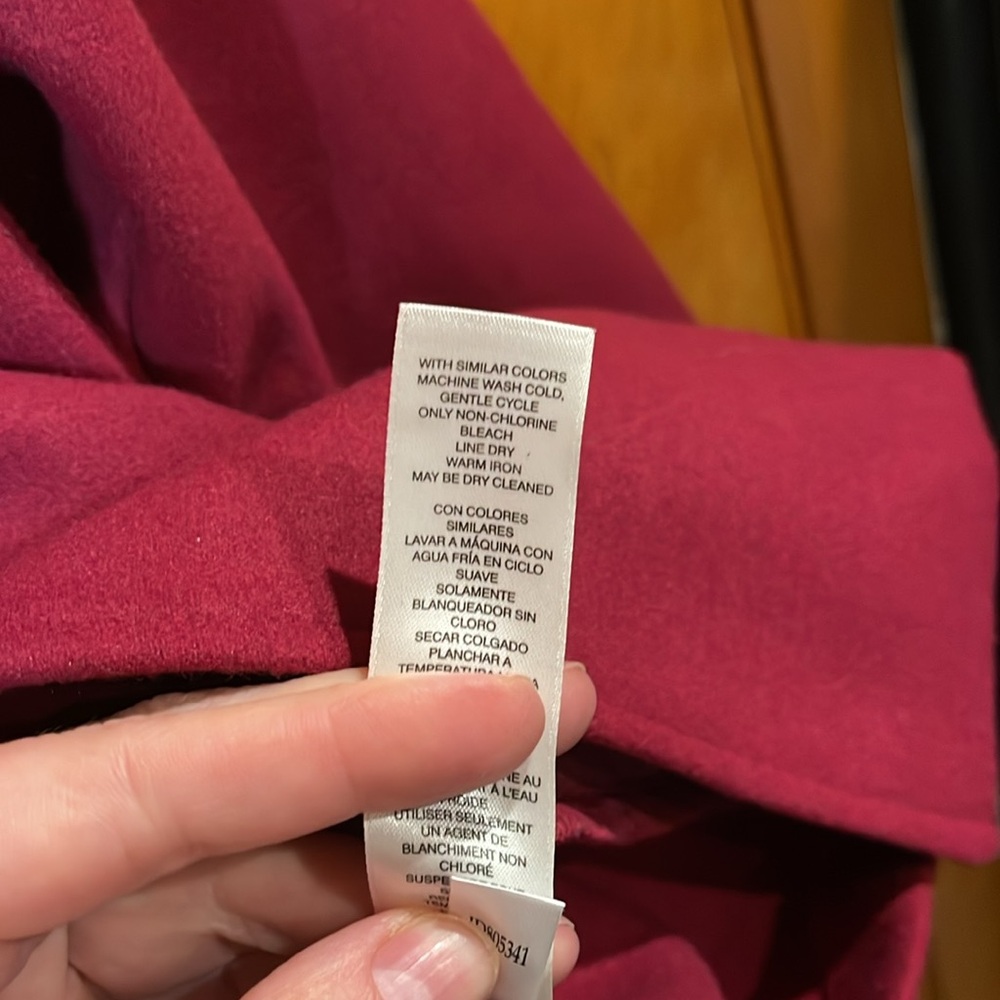 WITH SIMILAR COLORS
MACHINE WASH COLD,
GENTLE CYCLE
ONLY NON-CHLORINE
BLEACH
LINE DRY
WARM IRON
MAY BE DRY CLEANED
CON COLORES
SIMILARES
LAVAR A MÁQUINA CON
AGUA FRÍA EN CICLO
SUAVE
SOLAMENTE
BLANQUEADOR SIN
CLORO
SECAR COLGADO
PLANCHAR A
AU
À L'EAU
UTILISER SEULEMENT
UN AGENT DE
BLANCHIMENT NON
CHLORÉ